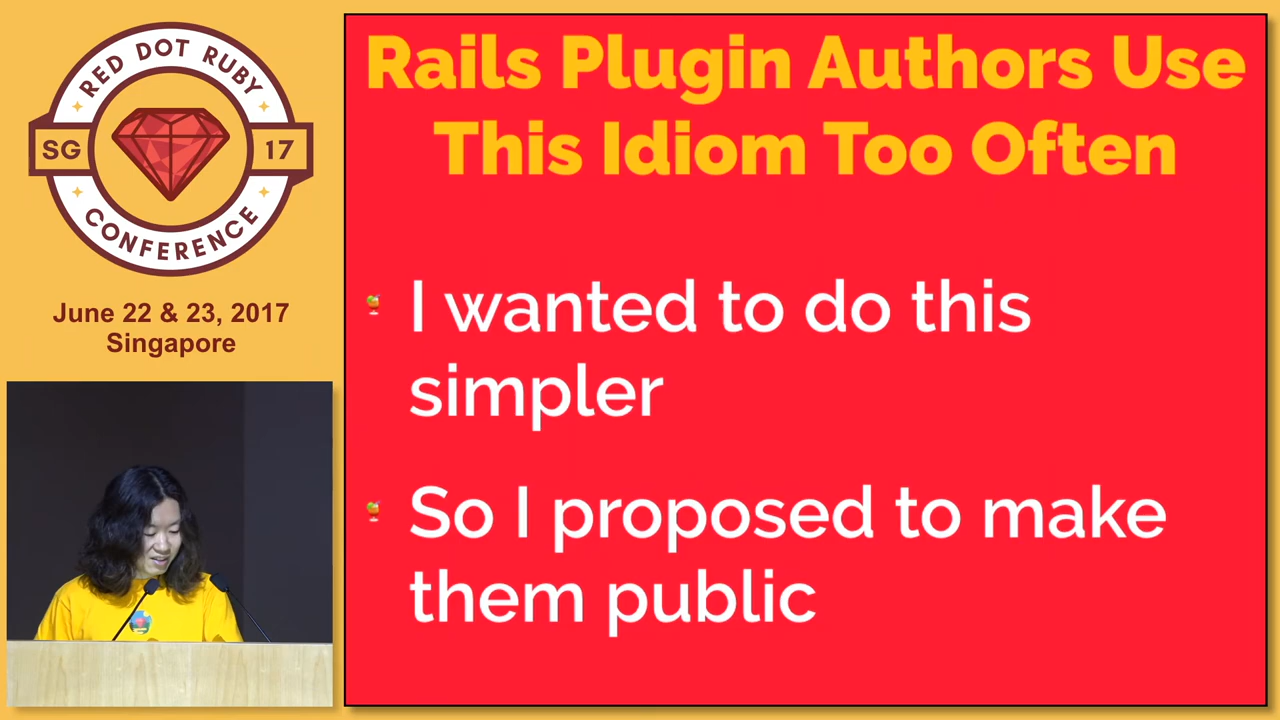 RED DOT RUBY
SG 17
CONFERENCE
June 22 & 23, 2017
Singapore
Rails Plugin Authors Use
This Idiom Too Often
I wanted to do this
simpler
So I proposed to make
them public